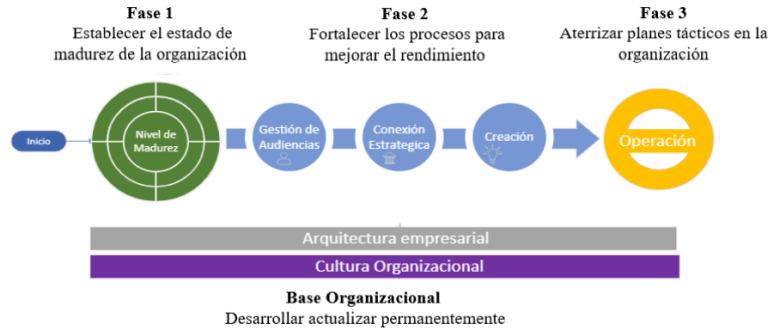 Fase 1
Establecer el estado de
madurez de la organización
Fase 2
Fortalecer los procesos para
mejorar el rendimiento
Fase 3
Aterrizar planes tácticos en la
organización
Inicio
Nivel de
Madurez
Gestión de
Audiencias
Conexión
Estrategica
Creación
Operación
Arquitectura empresarial
Cultura Organizacional
Base Organizacional
Desarrollar actualizar permanentemente